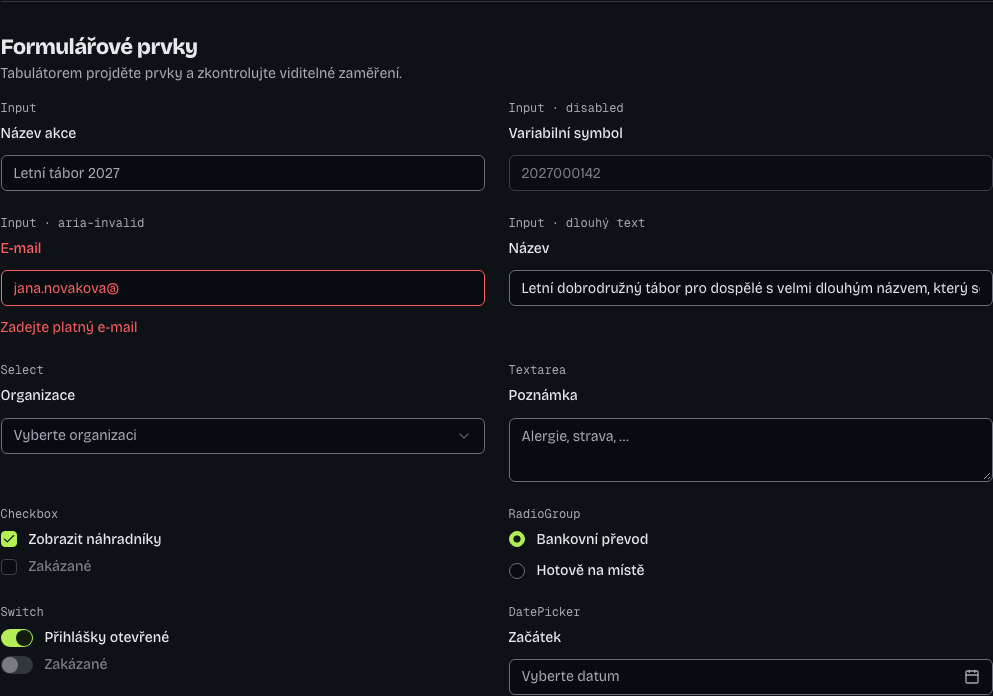 Formulářové prvky
Tabulátorem projděte prvky a zkontrolujte viditelné zaměření.
Input
Název akce
Letní tábor 2027
Input · disabled
Variabilní symbol
2027000142
Input · aria-invalid
E-mail
jana.novakova@
Zadejte platný e-mail
Input · dlouhý text
Název
Letní dobrodružný tábor pro dospělé s velmi dlouhým názvem, který s
Select
Organizace
Vyberte organizaci
Textarea
Poznámka
Alergie, strava, ...
Checkbox
Zobrazit náhradníky
Zakázané
RadioGroup
Bankovní převod
Hotově na místě
Switch
Přihlášky otevřené
Zakázané
DatePicker
Začátek
Vyberte datum